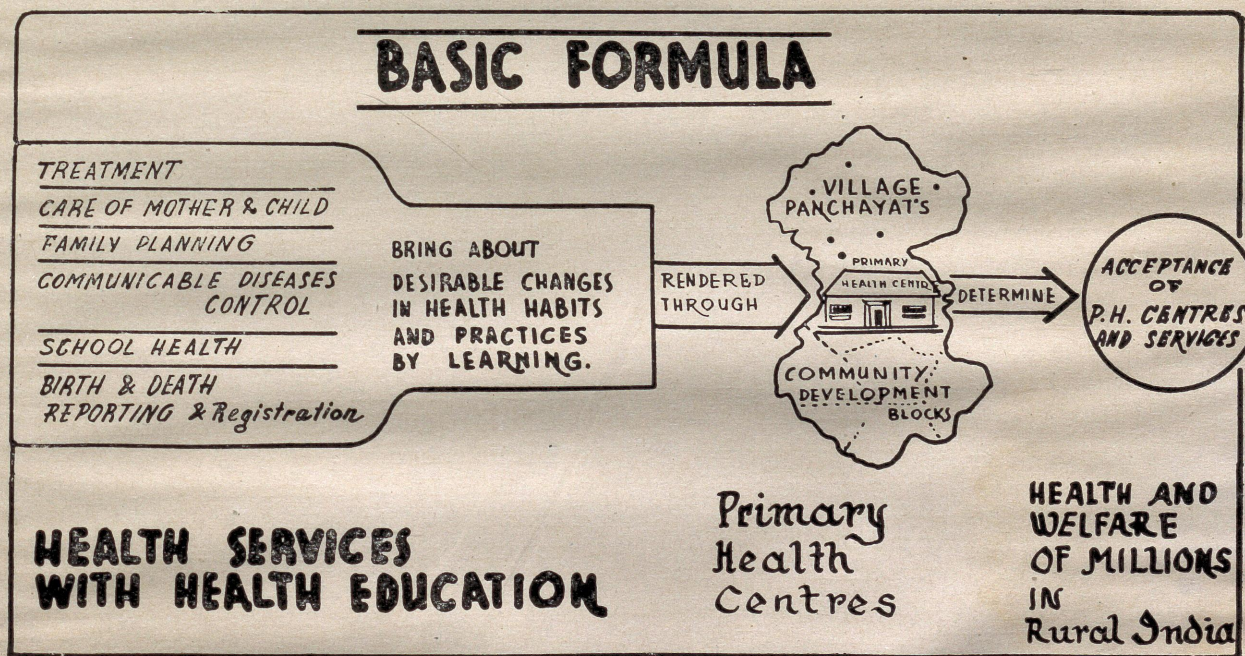 BASIC FORMULA
TREATMENT
CARE OF MOTHER & CHILD
FAMILY PLANNING
COMMUNICABLE DISEASES
CONTROL
SCHOOL HEALTH
BIRTH & DEATH
REPORTING & Registration
BRING ABOUT
DESIRABLE CHANGES
IN HEALTH HABITS
AND PRACTICES
BY LEARNING.
RENDERED
THROUGH
VILLAGE
PANCHAYAT'S
PRIMARY
HEALTH CENTRE
COMMUNITY
DEVELOPMENT
BLOCKS
DETERMINE
ACCEPTANCE
OF
P.H. CENTRES
AND SERVICES
HEALTH SERVICES
WITH HEALTH EDUCATION
Primary
Health
Centres
HEALTH AND
WELFARE
OF MILLIONS
IN
Rural India